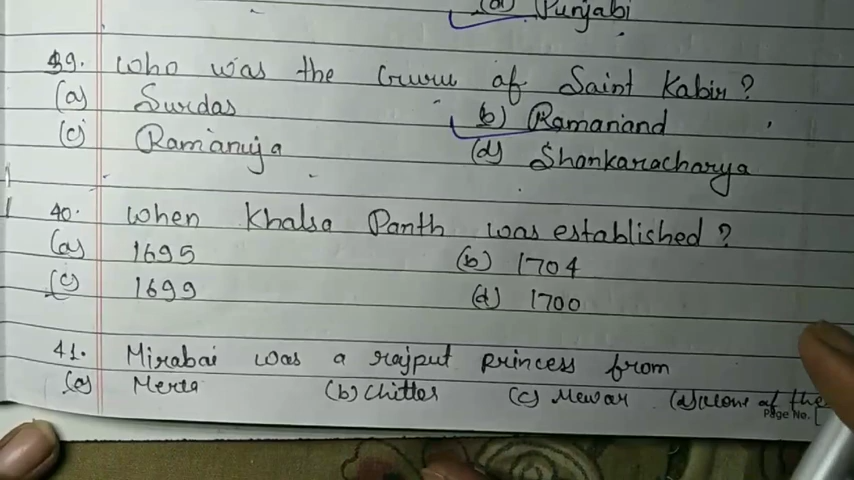 (d) Punjabi
39. Who was the Guru of Saint Kabir?
(a) Surdas (b) Ramanand
(c) Ramanuja (d) Shankaracharya
40. When Khalsa Panth was established?
(a) 1695 (b) 1704
(c) 1699 (d) 1700
41. Mirabai was a rajput princess from
(a) Merta (b) Chittor (c) Mewar (d) None of the
Page No.